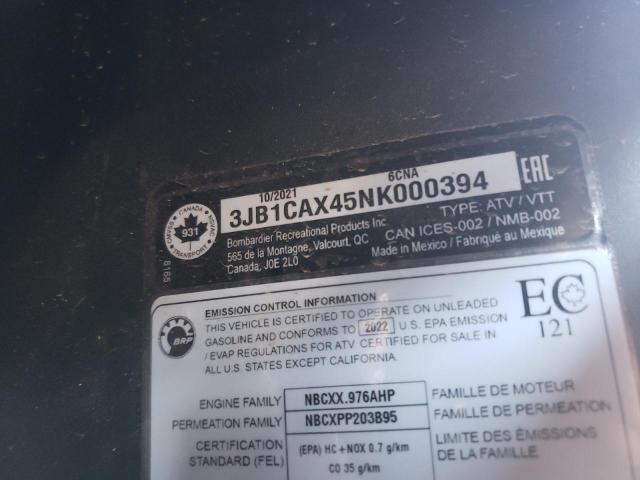 10/2021 6CNA
3JB1CAX45NK000394
EAC
CANADA
931
TRANSPORT
8165
Bombardier Recreational Products Inc
565 de la Montagne, Valcourt, QC
Canada, J0E 2L0
TYPE: ATV / VTT
CAN ICES-002 / NMB-002
Made in Mexico / Fabriqué au Mexique
BRP
EMISSION CONTROL INFORMATION
THIS VEHICLE IS CERTIFIED TO OPERATE ON UNLEADED
GASOLINE AND CONFORMS TO 2022 U.S. EPA EMISSION
/ EVAP REGULATIONS FOR ATV. CERTIFIED FOR SALE IN
ALL U.S. STATES EXCEPT CALIFORNIA.
EC
121
ENGINE FAMILY NBCXX.976AHP FAMILLE DE MOTEUR
PERMEATION FAMILY NBCXPP203B95 FAMILLE DE PERMEATION
CERTIFICATION
STANDARD (FEL)
(EPA) HC + NOX 0.7 g/km
CO 35 g/km
LIMITE DES ÉMISSIONS
DE LA FAMILLE